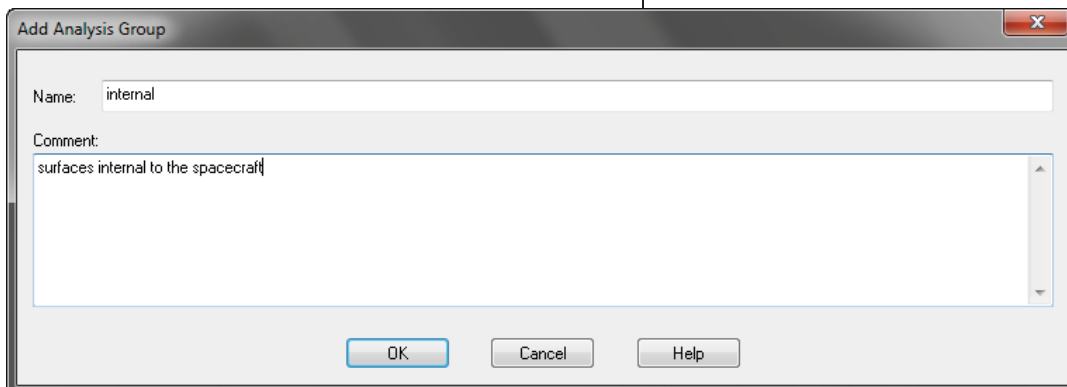 Add Analysis Group
Name: internal
Comment:
surfaces internal to the spacecraft
OK Cancel Help